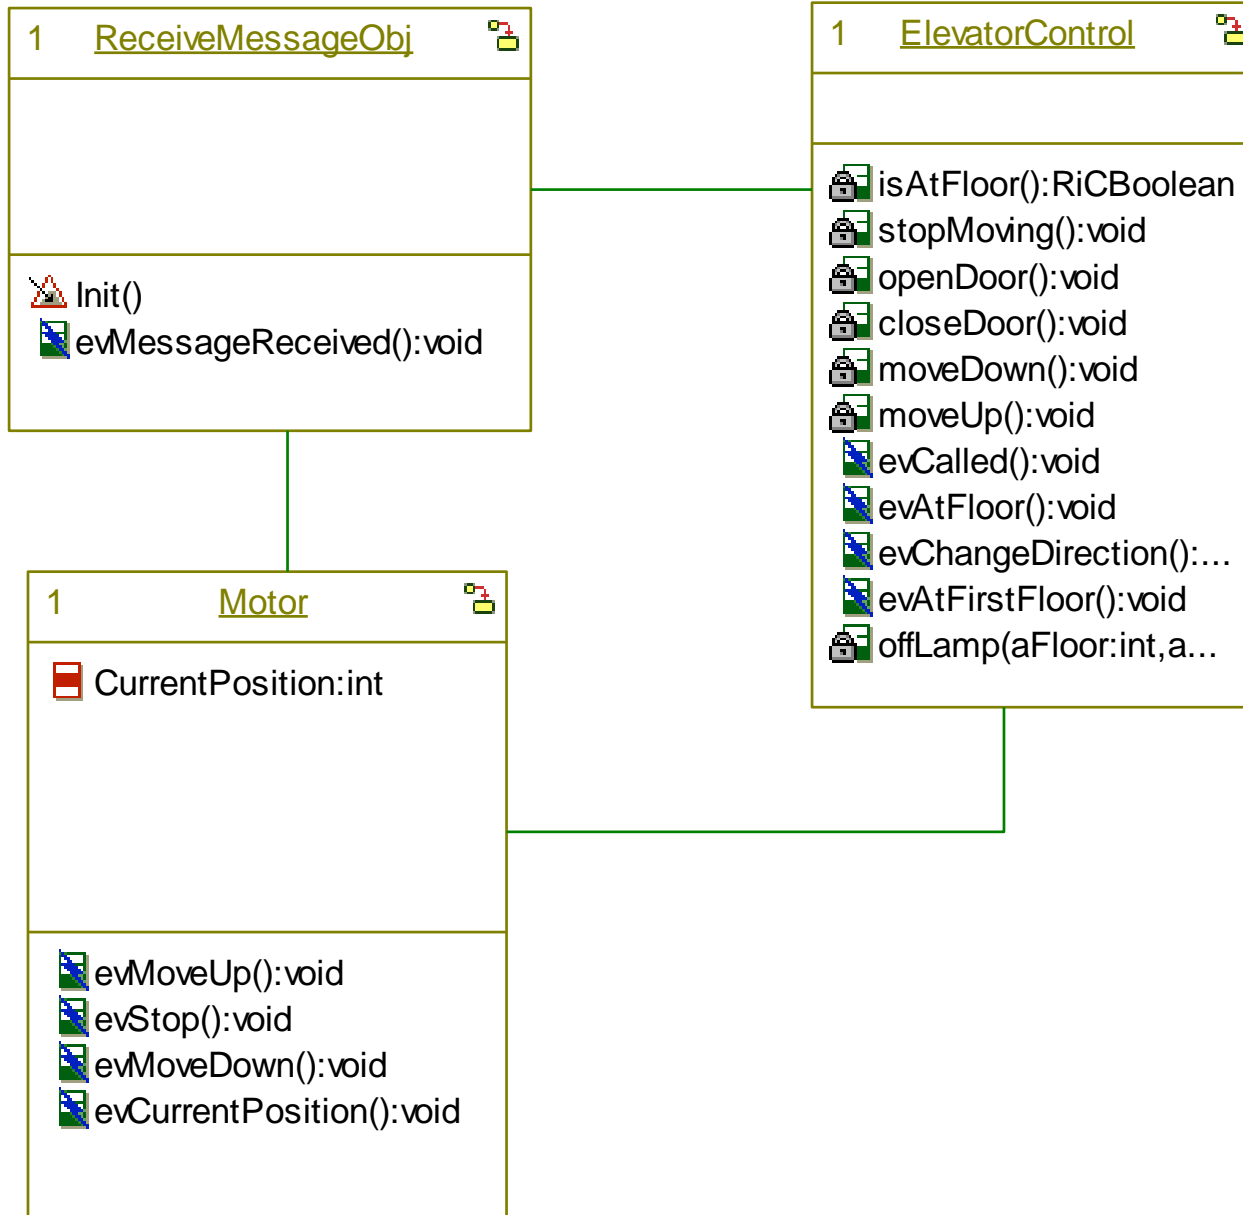 1 ReceiveMessageObj
Init()
evMessageReceived():void
1 ElevatorControl
isAtFloor():RiCBoolean
stopMoving():void
openDoor():void
closeDoor():void
moveDown():void
moveUp():void
evCalled():void
evAtFloor():void
evChangeDirection():...
evAtFirstFloor():void
offLamp(aFloor:int,a...
1 Motor
CurrentPosition:int
evMoveUp():void
evStop():void
evMoveDown():void
evCurrentPosition():void